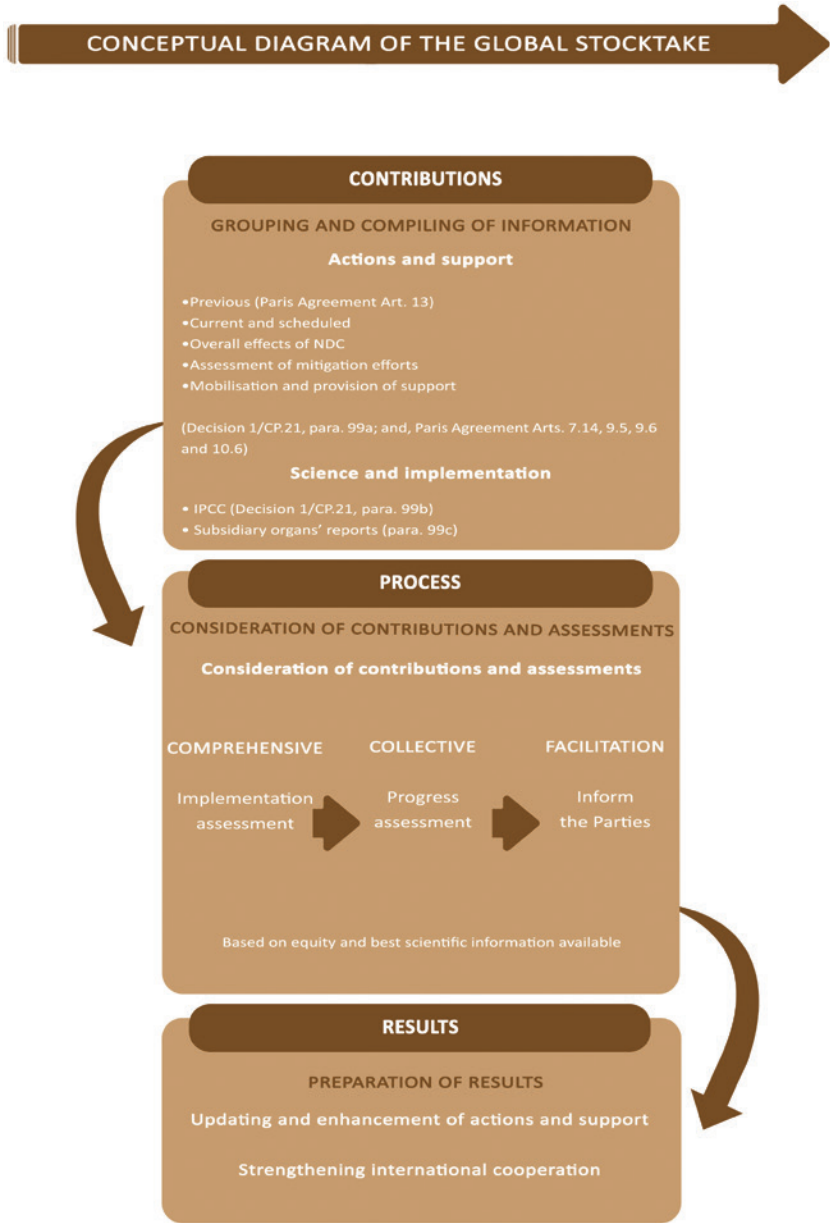 CONCEPTUAL DIAGRAM OF THE GLOBAL STOCKTAKE
CONTRIBUTIONS
GROUPING AND COMPILING OF INFORMATION
Actions and support
•Previous (Paris Agreement Art. 13)
•Current and scheduled
•Overall effects of NDC
•Assessment of mitigation efforts
•Mobilisation and provision of support
(Decision 1/CP.21, para. 99a; and, Paris Agreement Arts. 7.14, 9.5, 9.6
and 10.6)
Science and implementation
• IPCC (Decision 1/CP.21, para. 99b)
• Subsidiary organs' reports (para. 99c)
PROCESS
CONSIDERATION OF CONTRIBUTIONS AND ASSESSMENTS
Consideration of contributions and assessments
COMPREHENSIVE
Implementation
assessment
COLLECTIVE
Progress
assessment
FACILITATION
Inform
the Parties
Based on equity and best scientific information available
RESULTS
PREPARATION OF RESULTS
Updating and enhancement of actions and support
Strengthening international cooperation